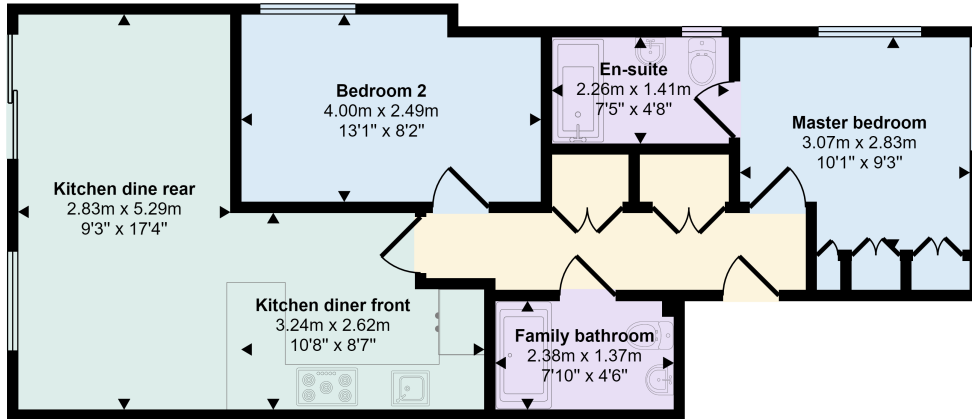 Bedroom 2
4.00m x 2.49m
13'1" x 8'2"
En-suite
2.26m x 1.41m
7'5" x 4'8"
Master bedroom
3.07m x 2.83m
10'1" x 9'3"
Kitchen dine rear
2.83m x 5.29m
9'3" x 17'4"
Kitchen diner front
3.24m x 2.62m
10'8" x 8'7"
Family bathroom
2.38m x 1.37m
7'10" x 4'6"